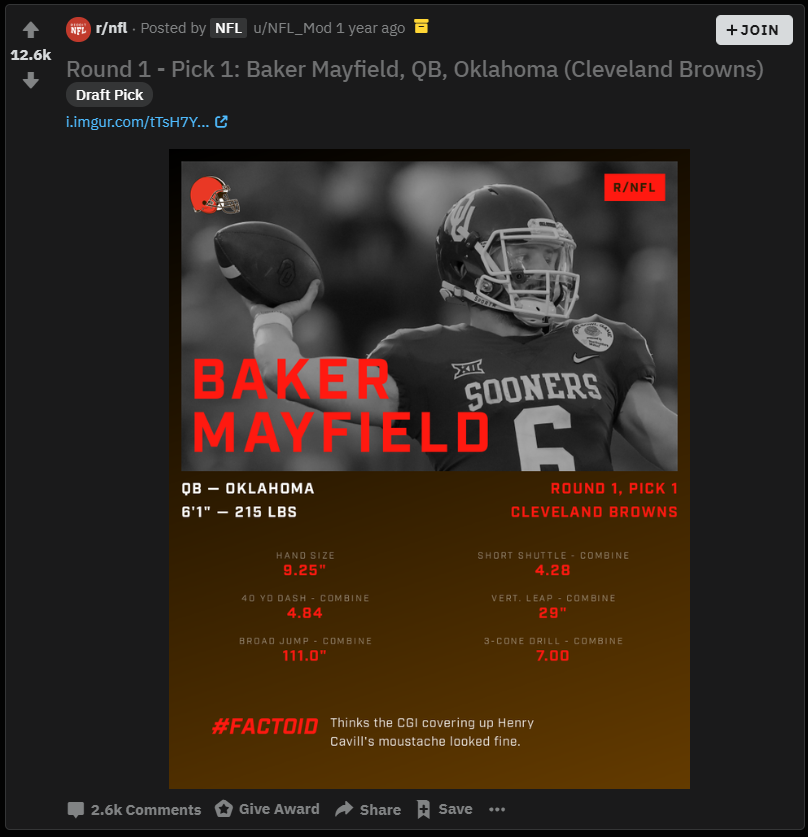 r/nfl · Posted by NFL u/NFL_Mod 1 year ago
+JOIN
12.6k
Round 1 - Pick 1: Baker Mayfield, QB, Oklahoma (Cleveland Browns)
Draft Pick
i.imgur.com/tTsH7Y...
R/NFL
XII
SOONERS
6
BAKER
MAYFIELD
QB — OKLAHOMA
6'1" — 215 LBS
ROUND 1, PICK 1
CLEVELAND BROWNS
HAND SIZE
9.25"
SHORT SHUTTLE - COMBINE
4.28
40 YD DASH - COMBINE
4.84
VERT. LEAP - COMBINE
29"
BROAD JUMP - COMBINE
111.0"
3-CONE DRILL - COMBINE
7.00
#FACTOID
Thinks the CGI covering up Henry
Cavill's moustache looked fine.
2.6k Comments Give Award Share Save ...